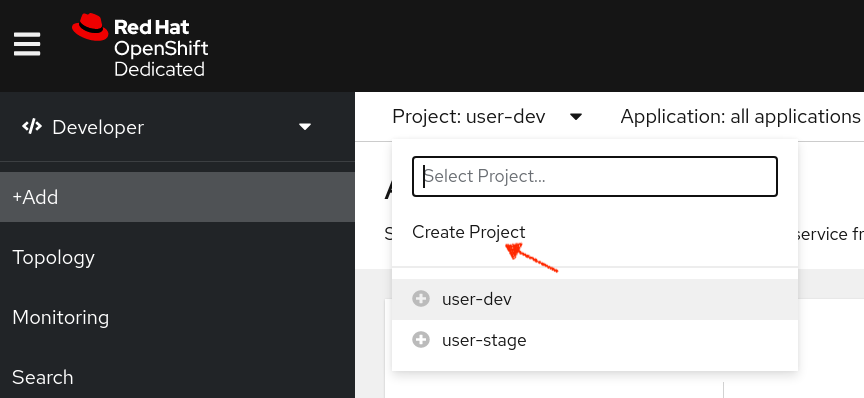 Red Hat
OpenShift
Dedicated
Developer
+Add
Topology
Monitoring
Search
Project: user-dev
Application: all applications
Select Project...
Create Project
service fr
user-dev
user-stage